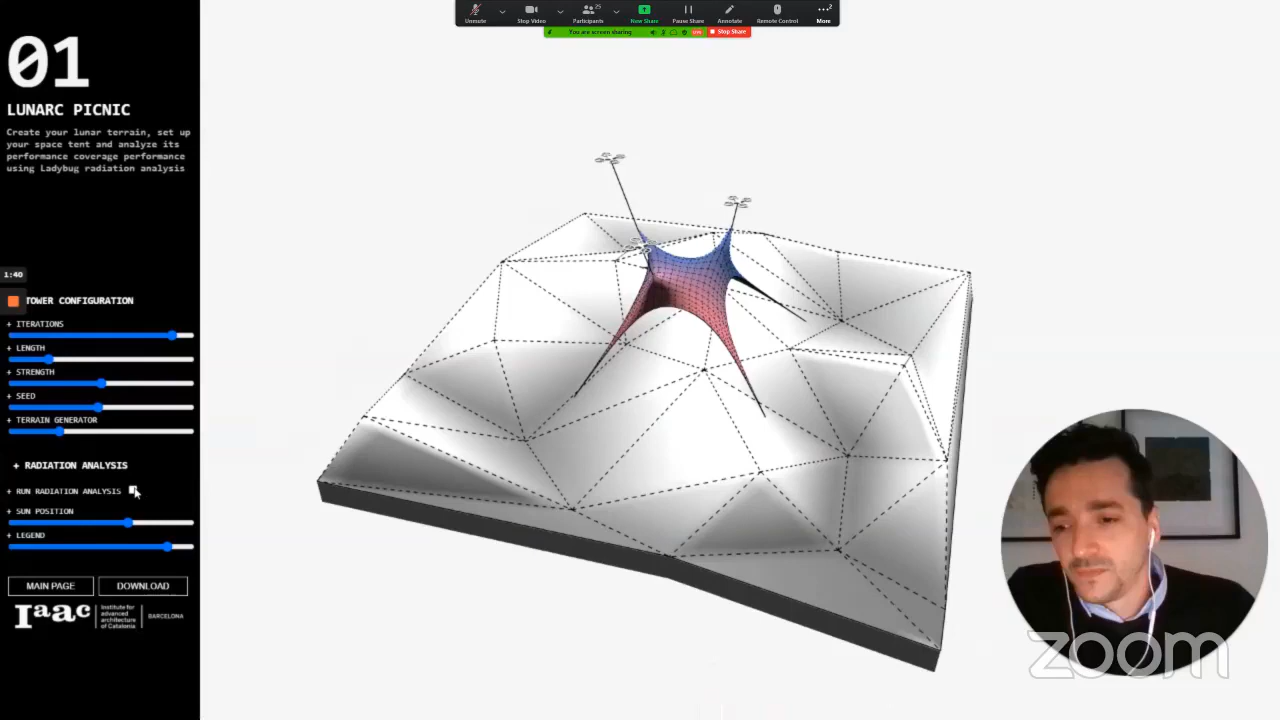 Unmute
Stop Video
Participants
25
New Share
Pause Share
Annotate
Remote Control
More
2
You are screen sharing
Stop Share
01
LUNARC PICNIC
Create your lunar terrain, set up
your space tent and analyze its
performance coverage performance
using Ladybug radiation analysis
1:40
TOWER CONFIGURATION
+ ITERATIONS
+ LENGTH
+ STRENGTH
+ SEED
+ TERRAIN GENERATOR
+ RADIATION ANALYSIS
+ RUN RADIATION ANALYSIS
+ SUN POSITION
+ LEGEND
MAIN PAGE
DOWNLOAD
Iaac
Institute for
advanced
architecture
of Catalonia
BARCELONA
zoom